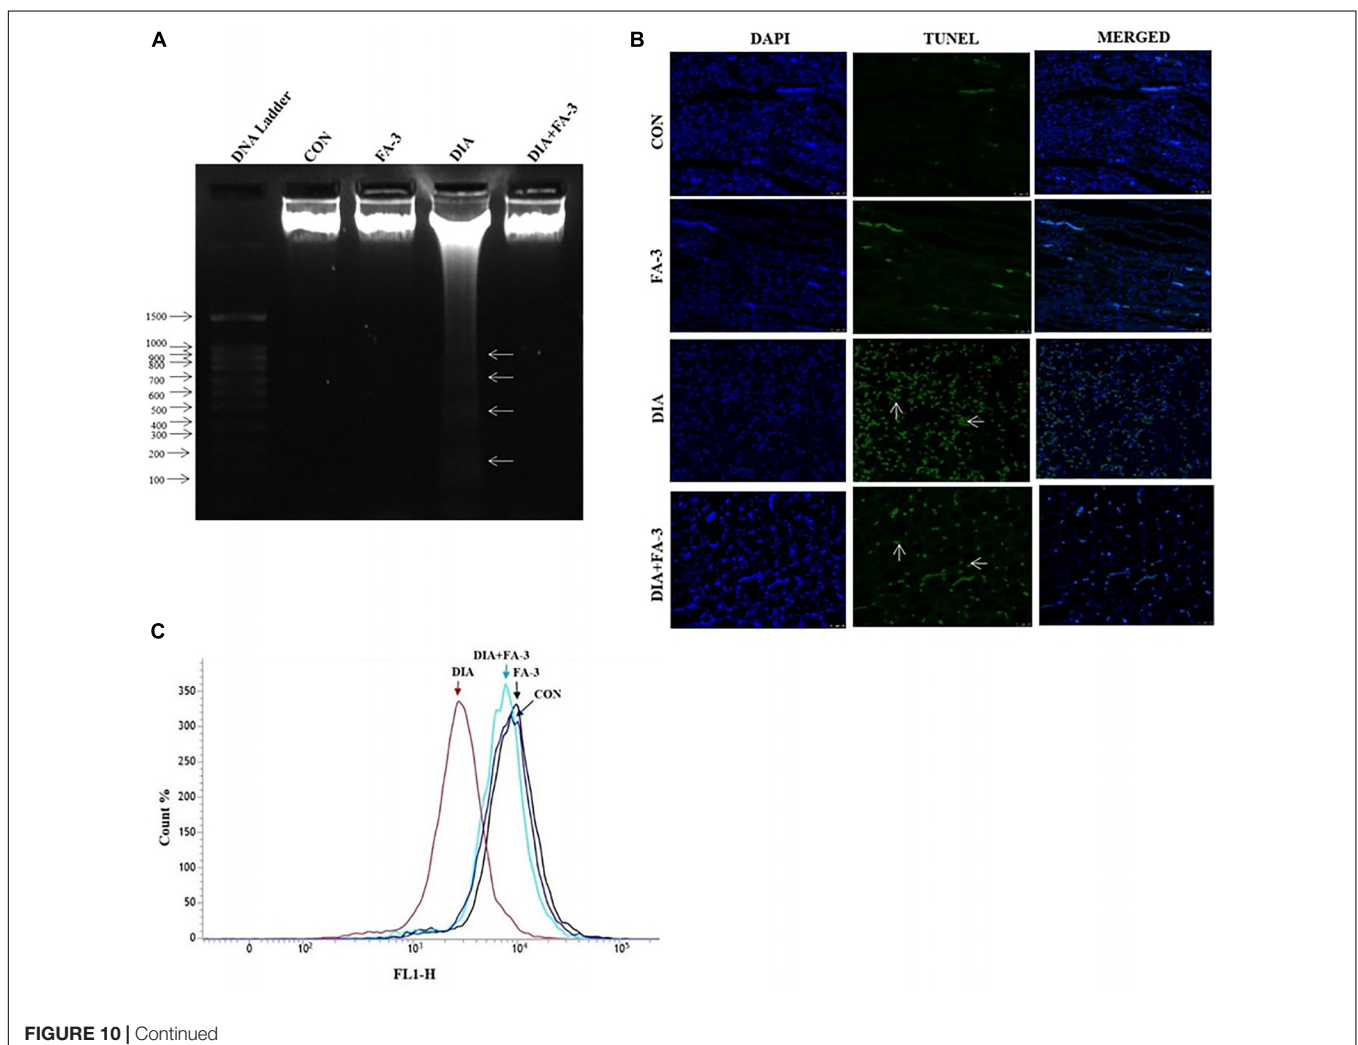 A
DNA Ladder
CON
FA-3
DIA
DIA+FA-3
1500
1000
900
800
700
600
500
400
300
200
100
B
DAPI
TUNEL
MERGED
CON
FA-3
DIA
DIA+FA-3
C
DIA+FA-3
DIA
FA-3
CON
350
300
250
200
150
100
50
0
Count %
0
10²
10³
10⁴
10⁵
FL1-H
FIGURE 10 | Continued